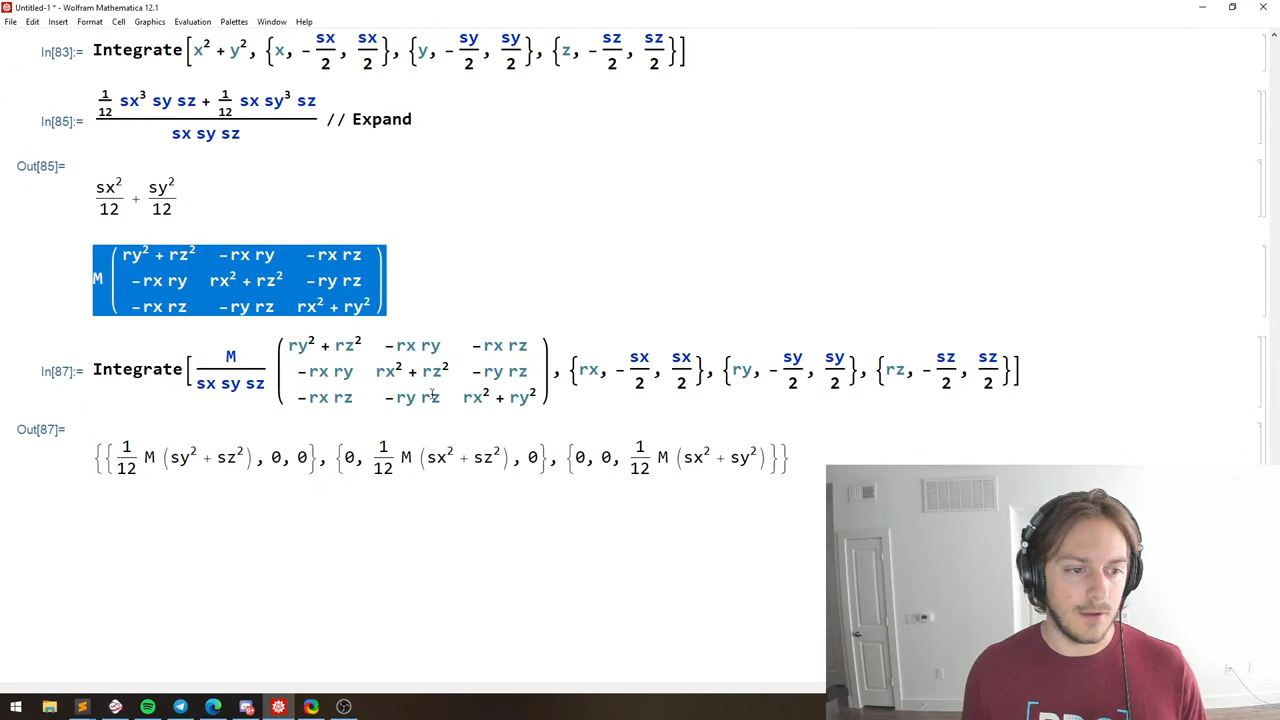 Untitled-1 * - Wolfram Mathematica 12.1
File Edit Insert Format Cell Graphics Evaluation Palettes Window Help
In[83]:= Integrate[x² + y², {x, -sx/2, sx/2}, {y, -sy/2, sy/2}, {z, -sz/2, sz/2}]
1/12 sx³ sy sz + 1/12 sx sy³ sz
In[85]:= // Expand
sx sy sz
Out[85]=
sx²/12 + sy²/12
ry² + rz² -rx ry -rx rz
M -rx ry rx² + rz² -ry rz
-rx rz -ry rz rx² + ry²
ry² + rz² -rx ry -rx rz
In[87]:= Integrate[M/(sx sy sz) ( -rx ry rx² + rz² -ry rz ), {rx, -sx/2, sx/2}, {ry, -sy/2, sy/2}, {rz, -sz/2, sz/2}]
-rx rz -ry rz rx² + ry²
Out[87]=
{{1/12 M (sy² + sz²), 0, 0}, {0, 1/12 M (sx² + sz²), 0}, {0, 0, 1/12 M (sx² + sy²)}}